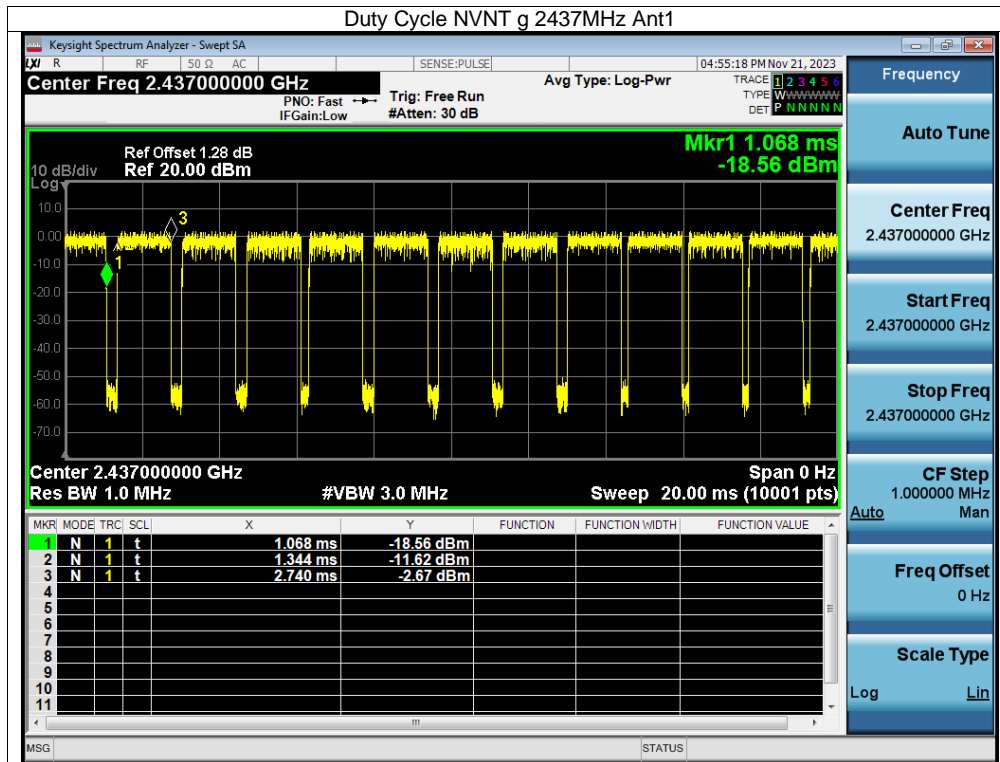 Duty Cycle NVNT g 2437MHz Ant1
Keysight Spectrum Analyzer - Swept SA
LXI R RF 50 Ω AC SENSE:PULSE 04:55:18 PM Nov 21, 2023
Center Freq 2.437000000 GHz Avg Type: Log-Pwr TRACE 1 2 3 4 5 6
PNO: Fast Trig: Free Run TYPE WWWWWW
IFGain:Low #Atten: 30 dB DET P N N N N N
Mkr1 1.068 ms
-18.56 dBm
Ref Offset 1.28 dB
10 dB/div Ref 20.00 dBm
Log
10.0
0.00
-10.0
-20.0
-30.0
-40.0
-50.0
-60.0
-70.0
3
1
Center 2.437000000 GHz Span 0 Hz
Res BW 1.0 MHz #VBW 3.0 MHz Sweep 20.00 ms (10001 pts)
MKR MODE TRC SCL X Y FUNCTION FUNCTION WIDTH FUNCTION VALUE
1 N 1 t 1.068 ms -18.56 dBm
2 N 1 t 1.344 ms -11.62 dBm
3 N 1 t 2.740 ms -2.67 dBm
4
5
6
7
8
9
10
11
MSG STATUS
Frequency
Auto Tune
Center Freq
2.437000000 GHz
Start Freq
2.437000000 GHz
Stop Freq
2.437000000 GHz
CF Step
1.000000 MHz
Auto Man
Freq Offset
0 Hz
Scale Type
Log Lin